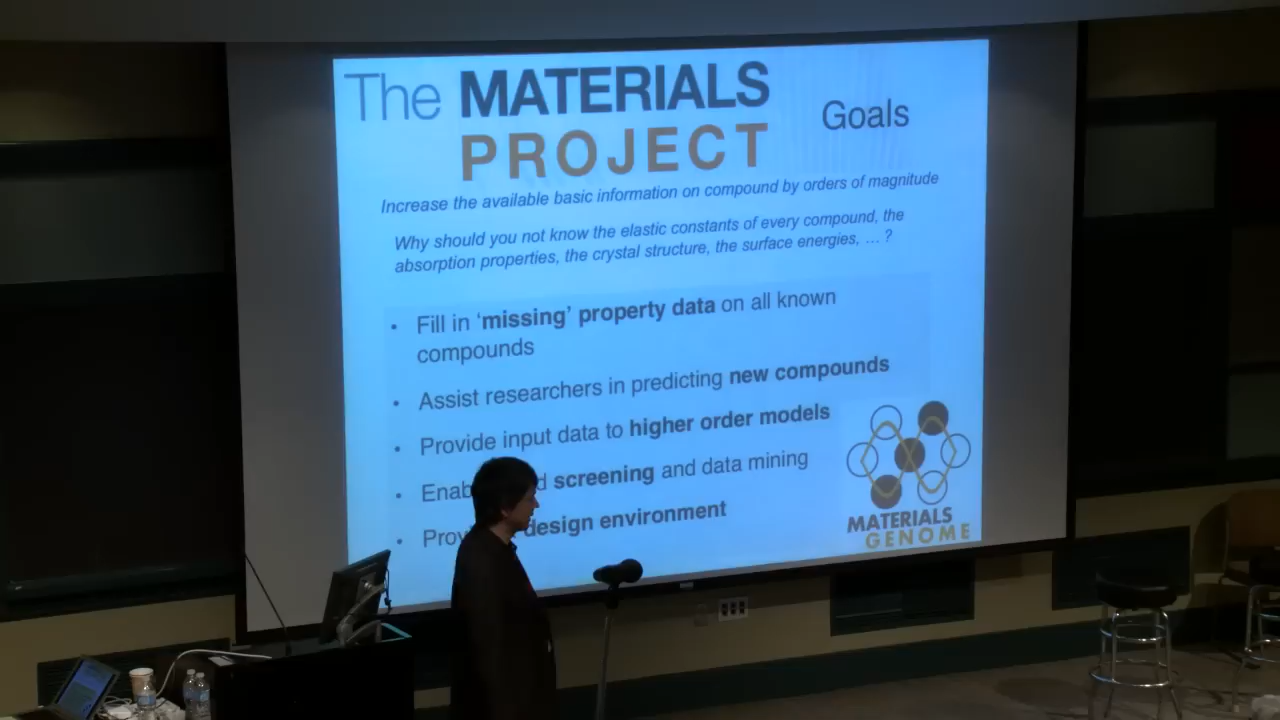 The MATERIALS
PROJECT
Goals
Increase the available basic information on compound by orders of magnitude
Why should you not know the elastic constants of every compound, the
absorption properties, the crystal structure, the surface energies, … ?
• Fill in ‘missing’ property data on all known
compounds
• Assist researchers in predicting new compounds
• Provide input data to higher order models
• screening and data mining
• design environment
MATERIALS
GENOME